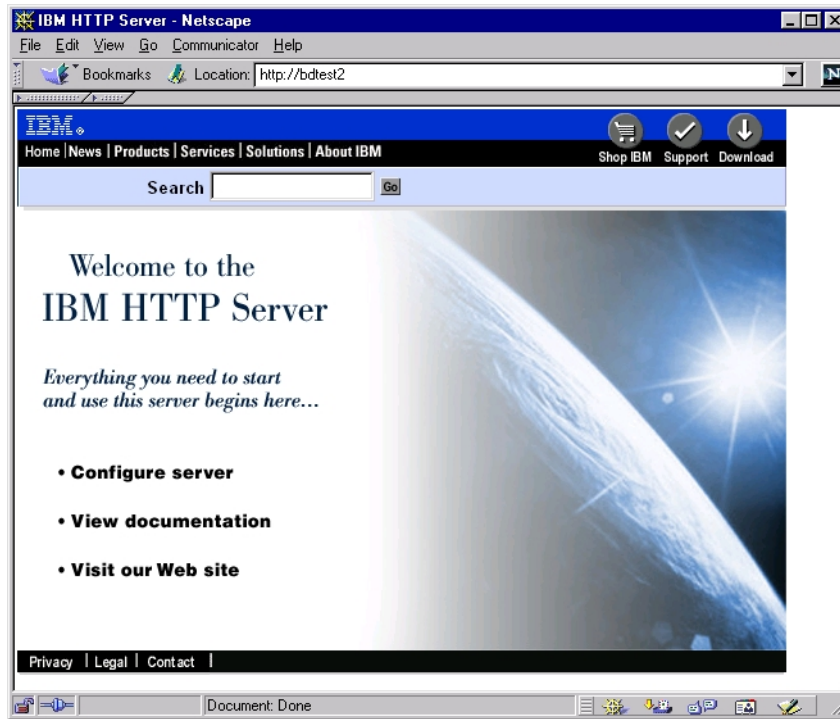 IBM HTTP Server - Netscape
File Edit View Go Communicator Help
Bookmarks Location: http://bdtest2
N
IBM®
Home | News | Products | Services | Solutions | About IBM
Shop IBM Support Download
Search Go
Welcome to the
IBM HTTP Server
Everything you need to start
and use this server begins here...
• Configure server
• View documentation
• Visit our Web site
Privacy | Legal | Contact |
Document: Done